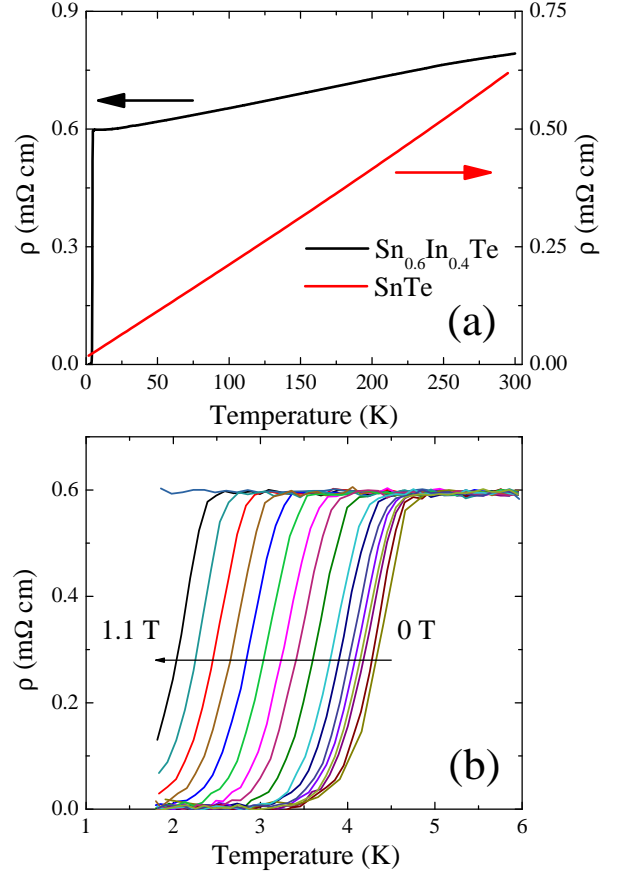 0.9
0.6
0.3
0.0
ρ (mΩ cm)
0.75
0.50
0.25
0.00
ρ (mΩ cm)
Sn0.6In0.4Te
SnTe
(a)
0 50 100 150 200 250 300
Temperature (K)
0.6
0.4
0.2
0.0
ρ (mΩ cm)
1.1 T
0 T
(b)
1 2 3 4 5 6
Temperature (K)